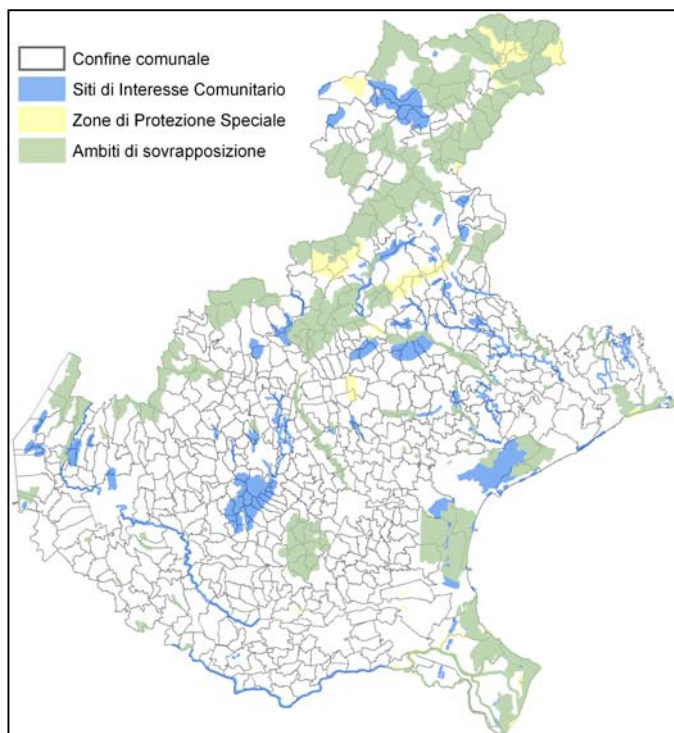 Confine comunale
Siti di Interesse Comunitario
Zone di Protezione Speciale
Ambiti di sovrapposizione